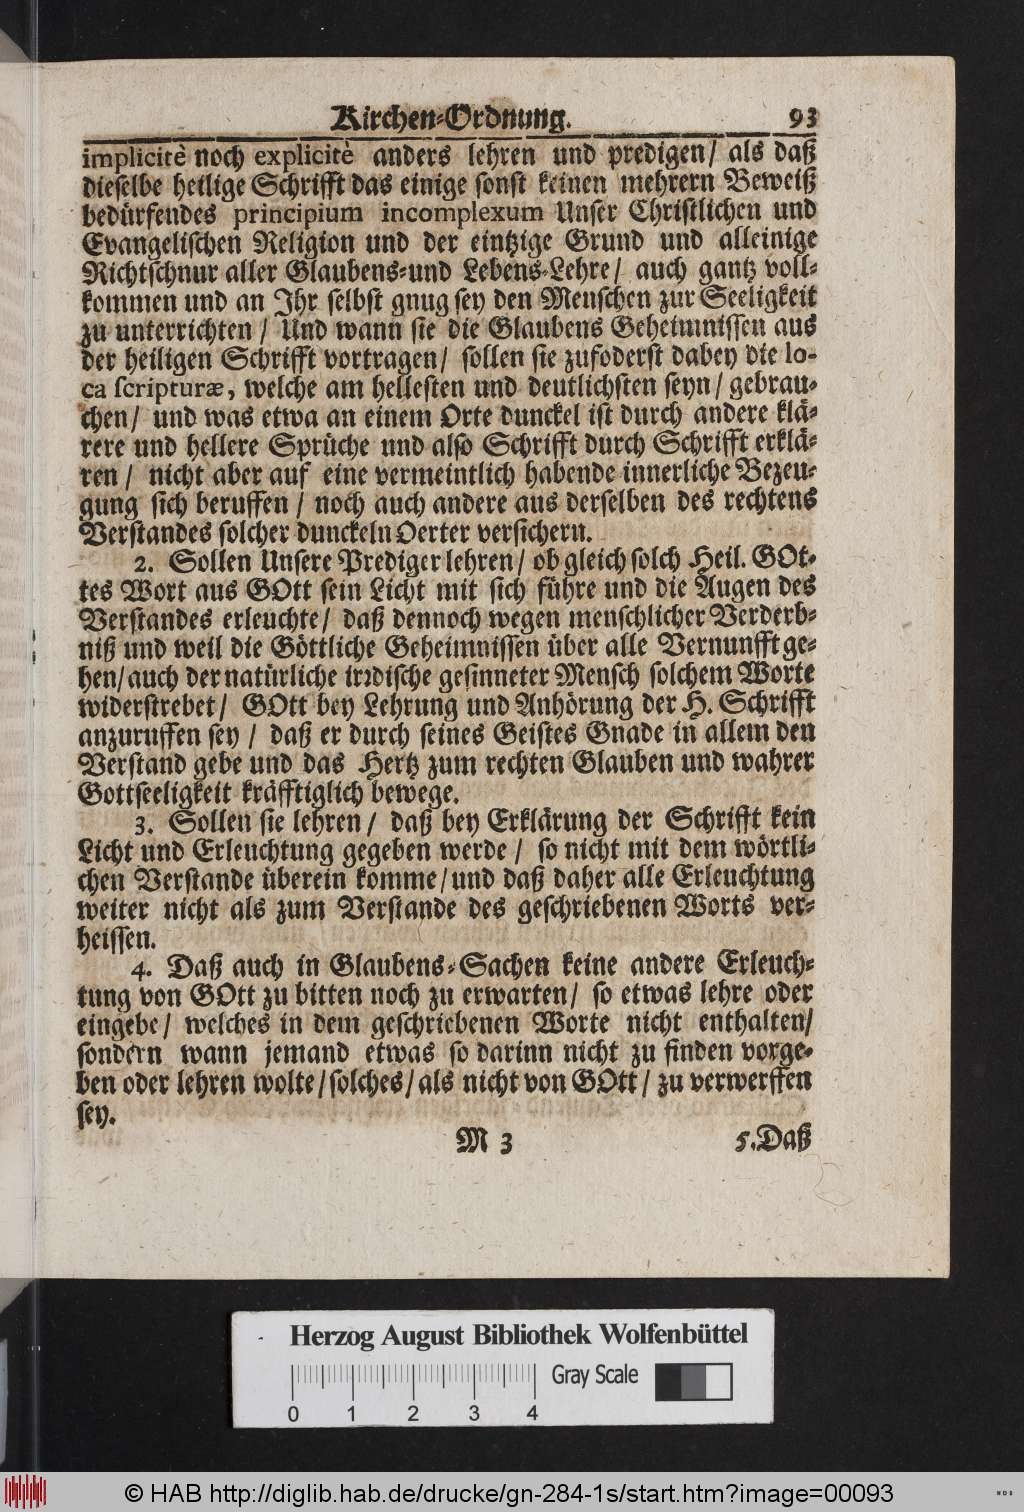 Kirchen-Ordnung. 93
implicitè noch explicitè anders lehren und predigen/ als daß
dieselbe heilige Schrifft das einige sonst keinen mehrern Beweiß
bedürfendes principium incomplexum Unser Christlichen und
Evangelischen Religion und der eintzige Grund und alleinige
Richtschnur aller Glaubens-und Lebens-Lehre/ auch gantz voll-
kommen und an Ihr selbst gnug sey den Menschen zur Seeligkeit
zu unterrichten/ Und wann sie die Glaubens Geheimnissen aus
der heiligen Schrifft vortragen/ sollen sie zufoderst dabey die lo-
ca scripturæ, welche am hellesten und deutlichsten seyn/ gebrau-
chen/ und was etwa an einem Orte dunckel ist durch andere klä-
rere und hellere Sprüche und also Schrifft durch Schrifft erklä-
ren/ nicht aber auf eine vermeintlich habende innerliche Bezeu-
gung sich beruffen/ noch auch andere aus derselben des rechtens
Verstandes solcher dunckeln Oerter versichern.
2. Sollen Unsere Prediger lehren/ ob gleich solch Heil. GOt-
tes Wort aus GOtt sein Licht mit sich führe und die Augen des
Verstandes erleuchte/ daß dennoch wegen menschlicher Verderb-
niß und weil die Göttliche Geheimnissen über alle Vernunfft ge-
hen/ auch der natürliche irrdische gesinneter Mensch solchem Worte
widerstrebet/ GOtt bey Lehrung und Anhörung der H. Schrifft
anzuruffen sey/ daß er durch seines Geistes Gnade in allem den
Verstand gebe und das Hertz zum rechten Glauben und wahrer
Gottseeligkeit kräfftiglich bewege.
3. Sollen sie lehren/ daß bey Erklärung der Schrifft kein
Licht und Erleuchtung gegeben werde/ so nicht mit dem wörtli-
chen Verstande überein komme/ und daß daher alle Erleuchtung
weiter nicht als zum Verstande des geschriebenen Worts ver-
heissen.
4. Daß auch in Glaubens-Sachen keine andere Erleuch-
tung von GOtt zu bitten noch zu erwarten/ so etwas lehre oder
eingebe/ welches in dem geschriebenen Worte nicht enthalten/
sondern wann jemand etwas so darinn nicht zu finden vorge-
ben oder lehren wolte/ solches/ als nicht von GOtt/ zu verwerffen
sey.
M 3 5. Daß
Herzog August Bibliothek Wolfenbüttel
Gray Scale
0 1 2 3 4
© HAB http://diglib.hab.de/drucke/gn-284-1s/start.htm?image=00093